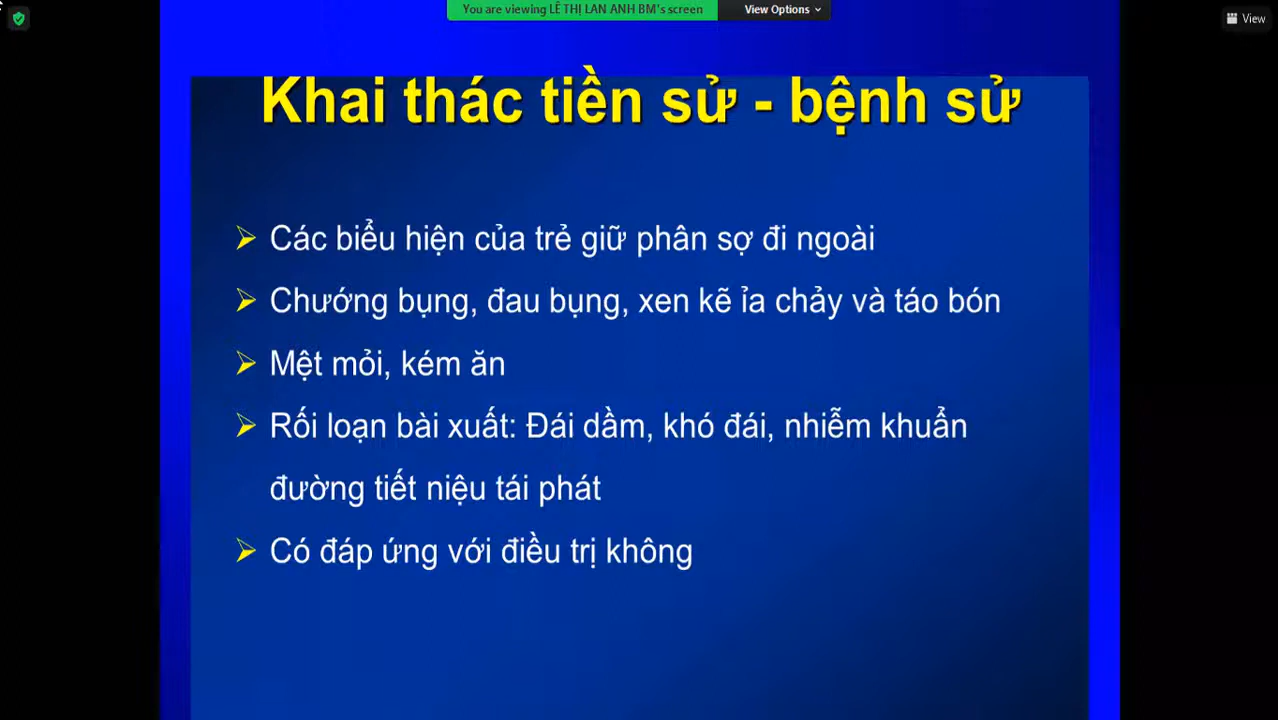 You are viewing LÊ THỊ LAN ANH BM's screen
View Options
View
Khai thác tiền sử - bệnh sử
Các biểu hiện của trẻ giữ phân sợ đi ngoài
Chướng bụng, đau bụng, xen kẽ ỉa chảy và táo bón
Mệt mỏi, kém ăn
Rối loạn bài xuất: Đái dầm, khó đái, nhiễm khuẩn
đường tiết niệu tái phát
Có đáp ứng với điều trị không